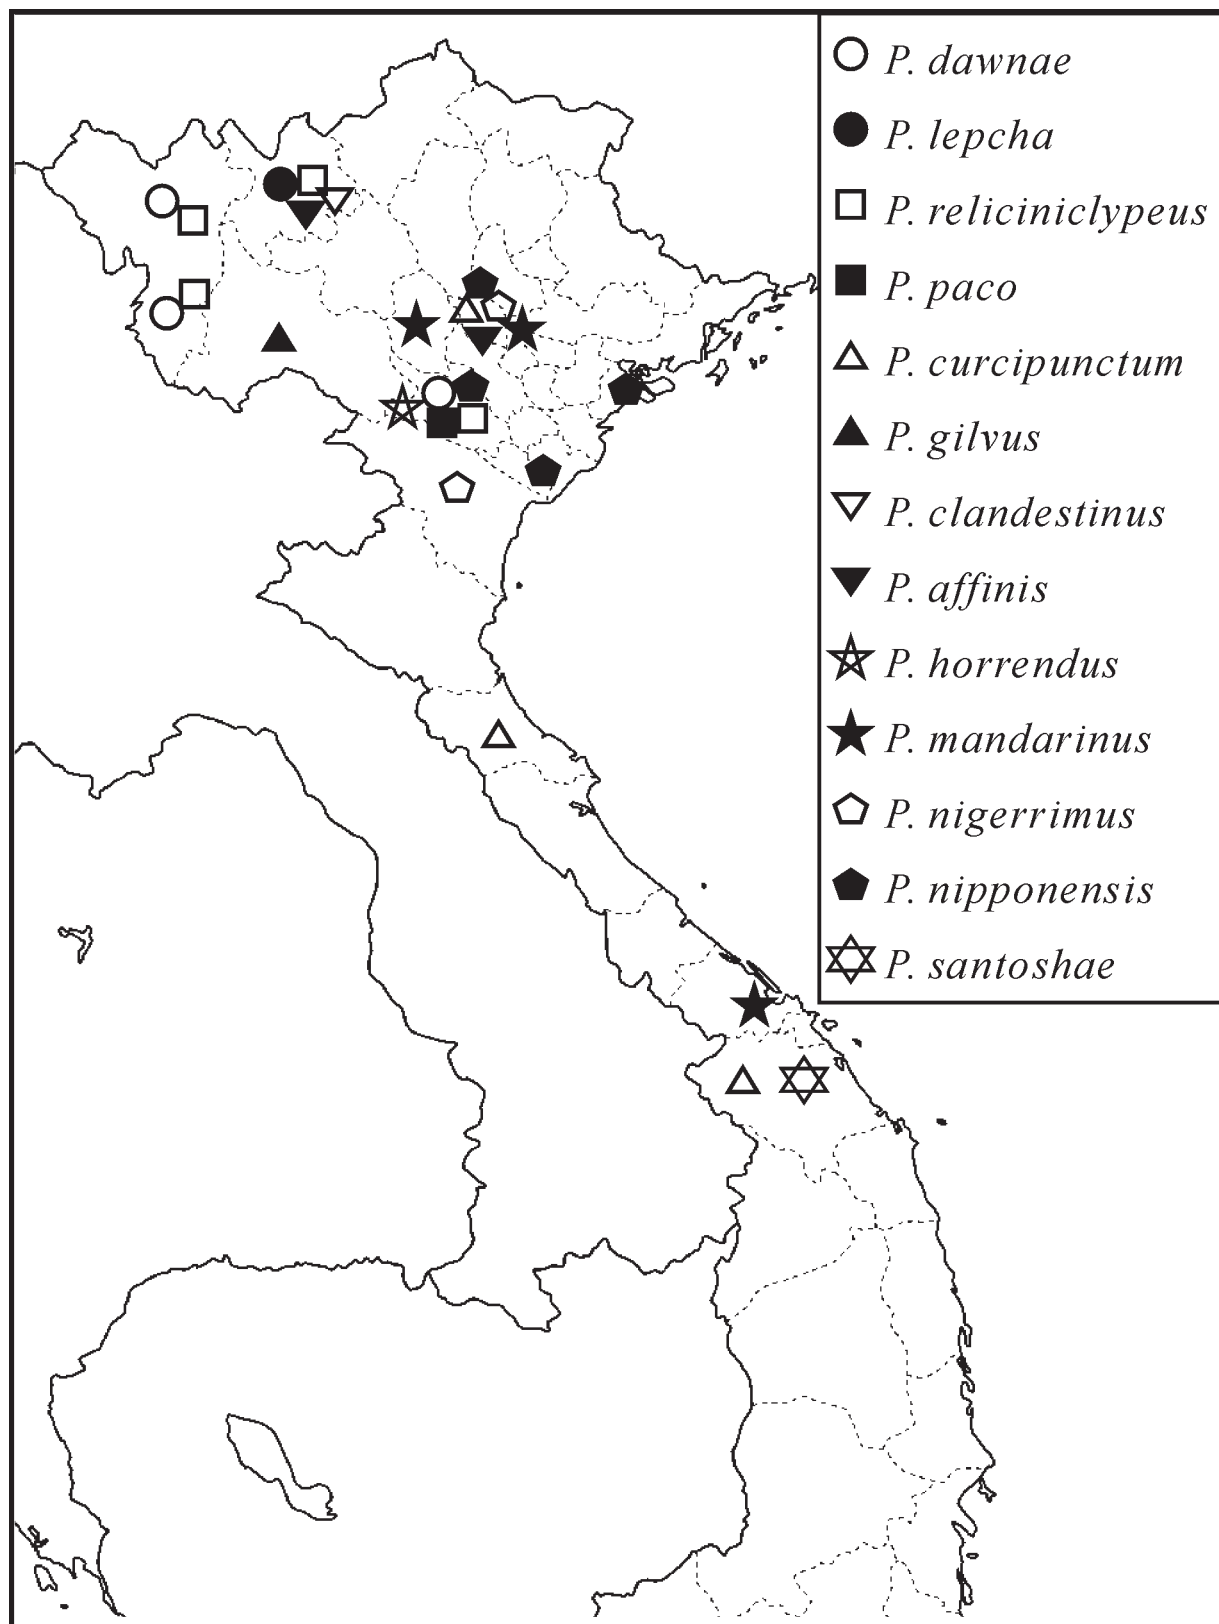 P. dawnae
P. lepcha
P. reliciniclypeus
P. paco
P. curcipunctum
P. gilvus
P. clandestinus
P. affinis
P. horrendus
P. mandarinus
P. nigerrimus
P. nipponensis
P. santoshae